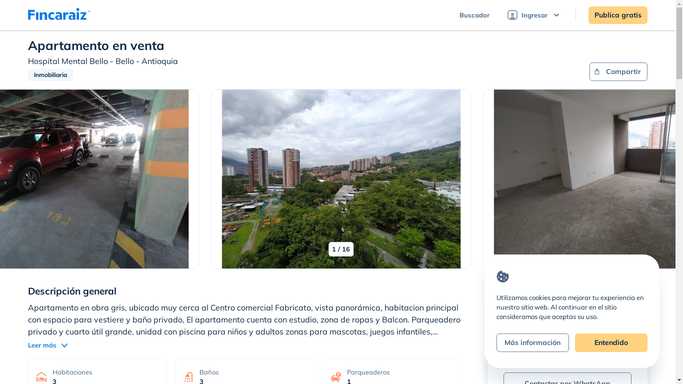 Fincaraiz
Buscador
Ingresar
Publica gratis
Apartamento en venta
Hospital Mental Bello - Bello - Antioquia
Inmobiliaria
Compartir
1 / 16
Descripción general
Apartamento en obra gris, ubicado muy cerca al Centro comercial Fabricato, vista panorámica, habitacion principal
con espacio para vestiere y baño privado, El apartamento cuenta con estudio, zona de ropas y Balcon. Parqueadero
privado y cuarto útil grande, unidad con piscina para niños y adultos zonas para mascotas, juegos infantiles,...
Leer más
Habitaciones
3
Baños
3
Parqueaderos
1
Utilizamos cookies para mejorar tu experiencia en
nuestro sitio web. Al continuar en el sitio
consideramos que aceptas su uso.
Más información
Entendido
Contactar por WhatsApp